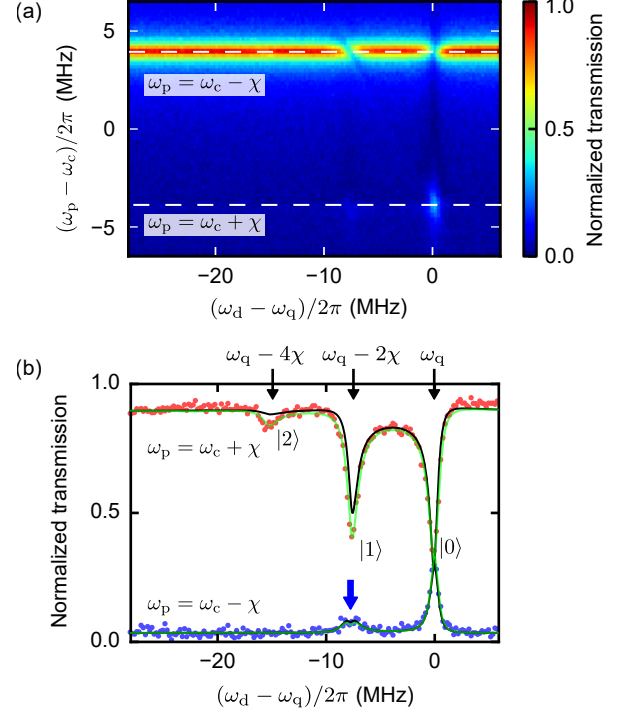 (a)
5
0
−5
(ωp − ωc)/2π (MHz)
ωp = ωc − χ
ωp = ωc + χ
−20
−10
0
(ωd − ωq)/2π (MHz)
1.0
0.5
0.0
Normalized transmission
(b)
ωq − 4χ
ωq − 2χ
ωq
1.0
0.5
0.0
Normalized transmission
|2⟩
ωp = ωc + χ
|1⟩
|0⟩
ωp = ωc − χ
−20
−10
0
(ωd − ωq)/2π (MHz)